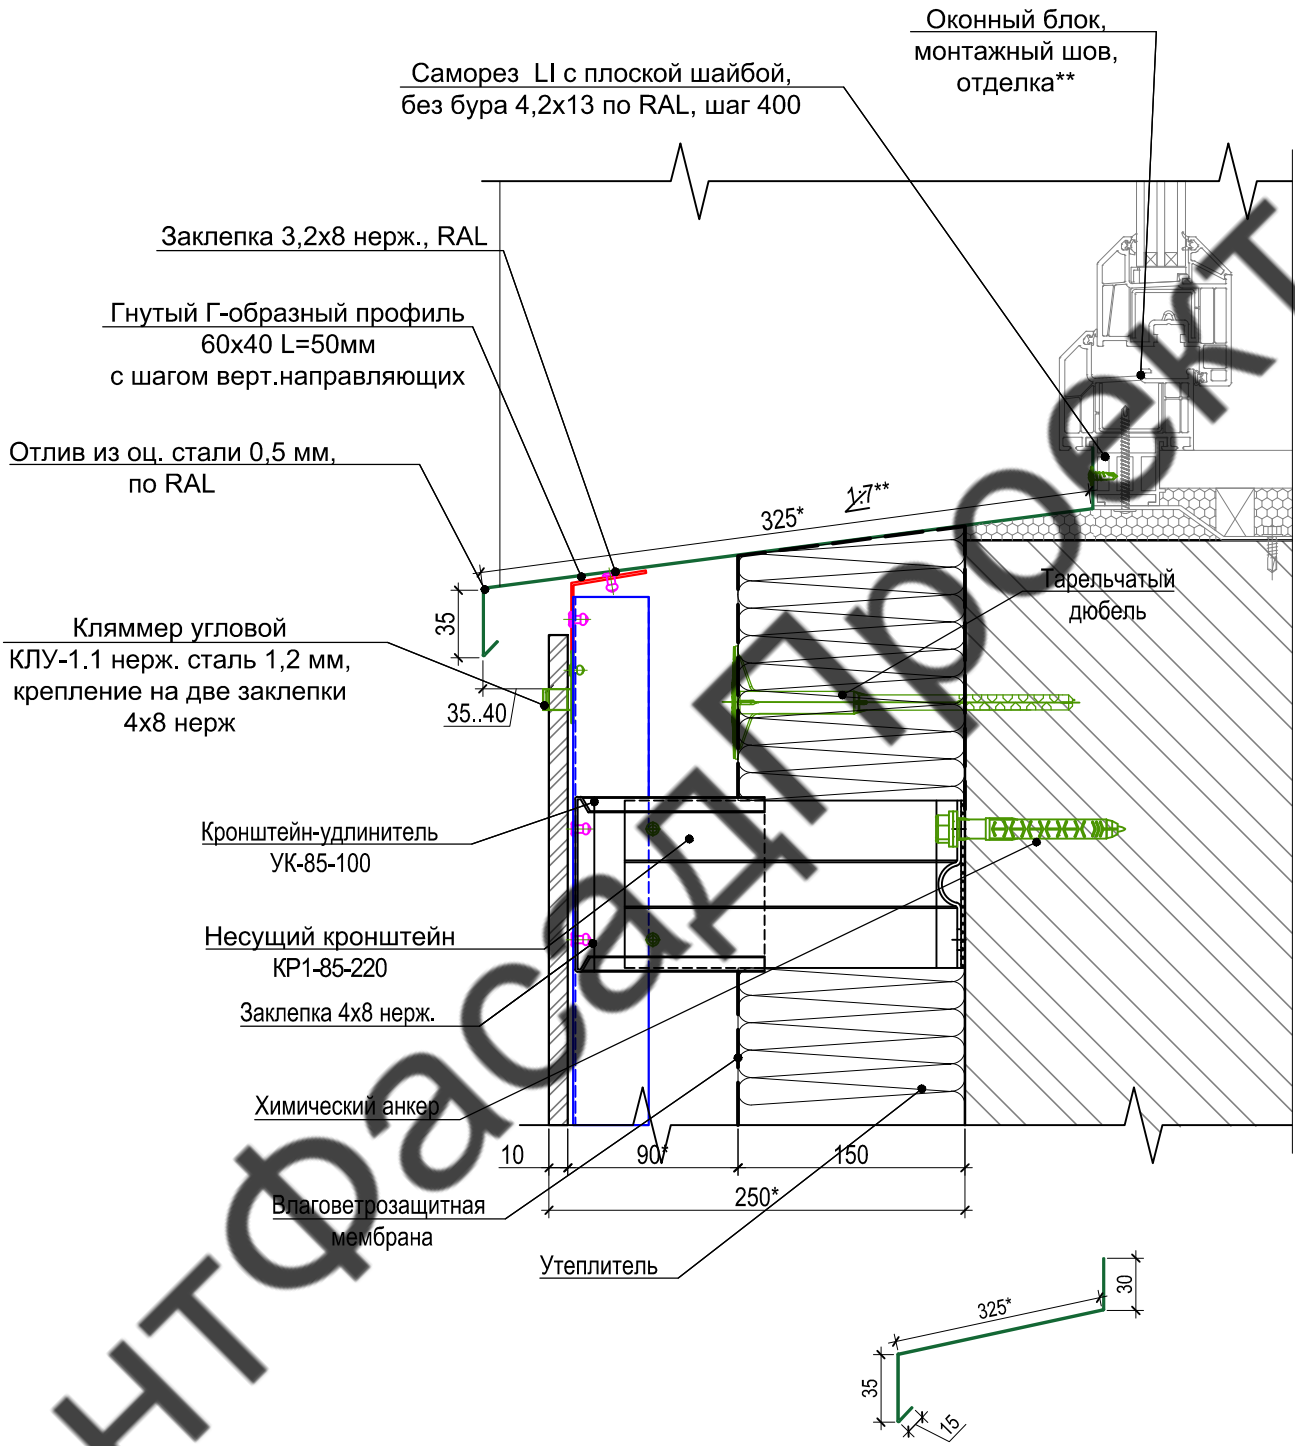 Оконный блок,
монтажный шов,
отделка**
Саморез LI с плоской шайбой,
без бура 4,2х13 по RAL, шаг 400
Заклепка 3,2х8 нерж., RAL
Гнутый Г-образный профиль
60х40 L=50мм
с шагом верт.направляющих
Отлив из оц. стали 0,5 мм,
по RAL
325*
1:7**
35
Тарельчатый
дюбель
Кляммер угловой
КЛУ-1.1 нерж. сталь 1,2 мм,
крепление на две заклепки
4х8 нерж
35..40
Кронштейн-удлинитель
УК-85-100
Несущий кронштейн
КР1-85-220
Заклепка 4х8 нерж.
Химический анкер
10
90*
150
250*
Влаговетрозащитная
мембрана
Утеплитель
325*
30
35
15
нтФасадПроект